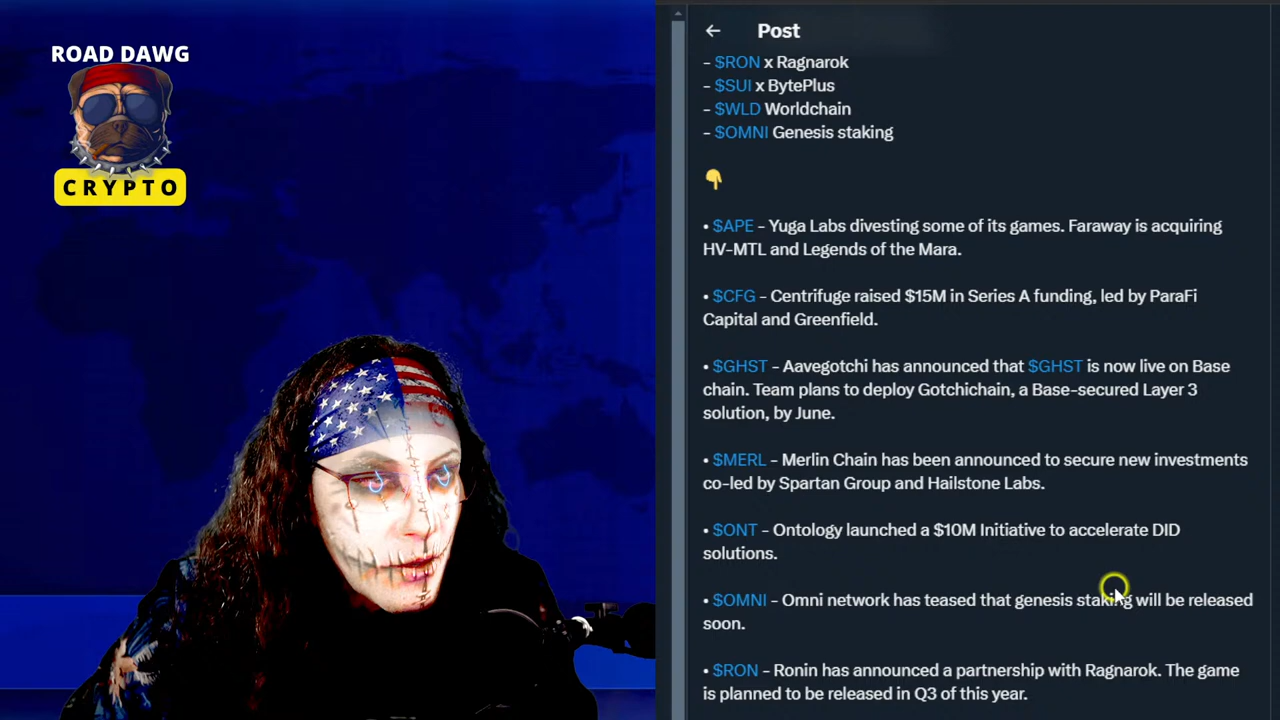 ROAD DAWG
CRYPTO
Post
- $RON x Ragnarok
- $SUI x BytePlus
- $WLD Worldchain
- $OMNI Genesis staking
• $APE - Yuga Labs divesting some of its games. Faraway is acquiring
HV-MTL and Legends of the Mara.
• $CFG - Centrifuge raised $15M in Series A funding, led by ParaFi
Capital and Greenfield.
• $GHST - Aavegotchi has announced that $GHST is now live on Base
chain. Team plans to deploy Gotchichain, a Base-secured Layer 3
solution, by June.
• $MERL - Merlin Chain has been announced to secure new investments
co-led by Spartan Group and Hailstone Labs.
• $ONT - Ontology launched a $10M Initiative to accelerate DID
solutions.
• $OMNI - Omni network has teased that genesis staking will be released
soon.
• $RON - Ronin has announced a partnership with Ragnarok. The game
is planned to be released in Q3 of this year.